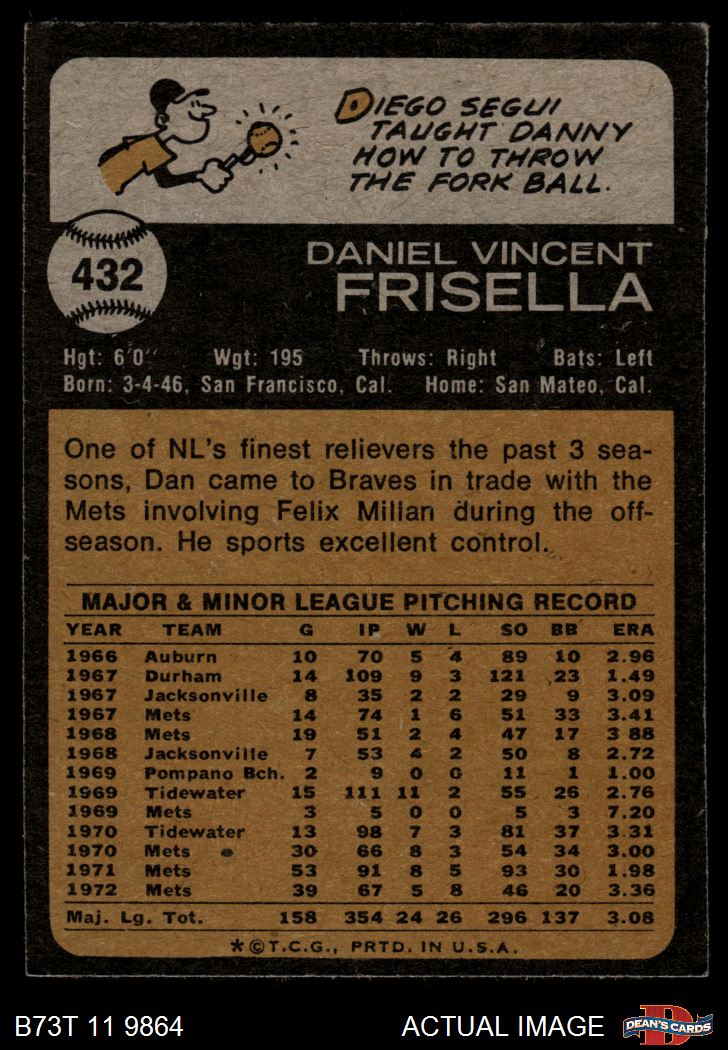 DIEGO SEGUI
TAUGHT DANNY
HOW TO THROW
THE FORK BALL.
432
DANIEL VINCENT
FRISELLA
Hgt: 6'0" Wgt: 195 Throws: Right Bats: Left
Born: 3-4-46, San Francisco, Cal. Home: San Mateo, Cal.
One of NL's finest relievers the past 3 sea-
sons, Dan came to Braves in trade with the
Mets involving Felix Millan during the off-
season. He sports excellent control.
MAJOR & MINOR LEAGUE PITCHING RECORD
YEAR TEAM G IP W L SO BB ERA
1966 Auburn 10 70 5 4 89 10 2.96
1967 Durham 14 109 9 3 121 23 1.49
1967 Jacksonville 8 35 2 2 29 9 3.09
1967 Mets 14 74 1 6 51 33 3.41
1968 Mets 19 51 2 4 47 17 3 88
1968 Jacksonville 7 53 4 2 50 8 2.72
1969 Pompano Bch. 2 9 0 0 11 1 1.00
1969 Tidewater 15 111 11 2 55 26 2.76
1969 Mets 3 5 0 0 5 3 7.20
1970 Tidewater 13 98 7 3 81 37 3.31
1970 Mets 30 66 8 3 54 34 3.00
1971 Mets 53 91 8 5 93 30 1.98
1972 Mets 39 67 5 8 46 20 3.36
Maj. Lg. Tot. 158 354 24 26 296 137 3.08
*©T.C.G., PRTD. IN U.S.A.
B73T 11 9864 ACTUAL IMAGE D DEAN'S CARDS